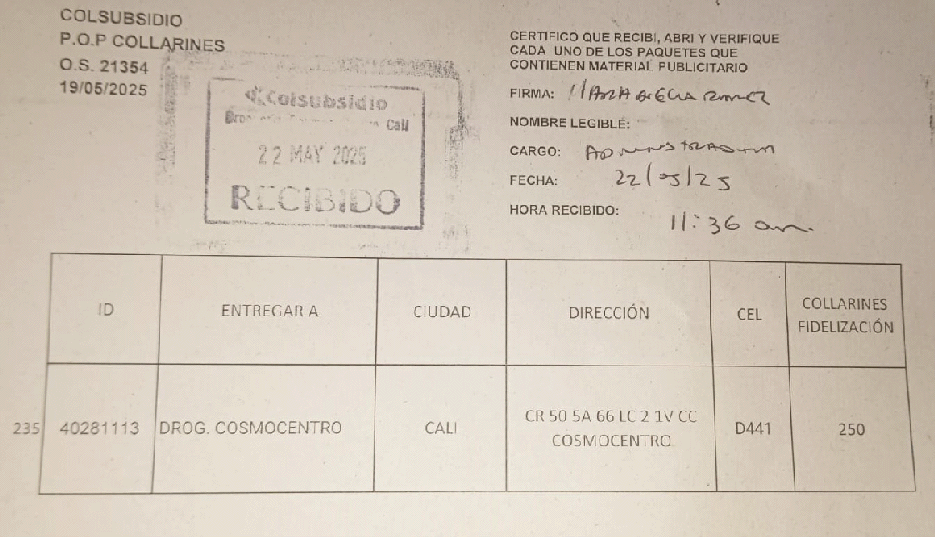 COLSUBSIDIO
P.O.P COLLARINES
O.S. 21354
19/05/2025
Colsubsidio
Cali
22 MAY 2025
RECIBIDO
CERTIFICO QUE RECIBI, ABRI Y VERIFIQUE
CADA UNO DE LOS PAQUETES QUE
CONTIENEN MATERIAL PUBLICITARIO
FIRMA:
NOMBRE LEGIBLE:
CARGO:
FECHA: 22/05/25
HORA RECIBIDO: 11:36 am.
ID ENTREGAR A CIUDAD DIRECCIÓN CEL COLLARINES FIDELIZACIÓN
235 40281113 DROG. COSMOCENTRO CALI CR 50 5A 66 LC 2 1V CC COSMOCENTRO D441 250